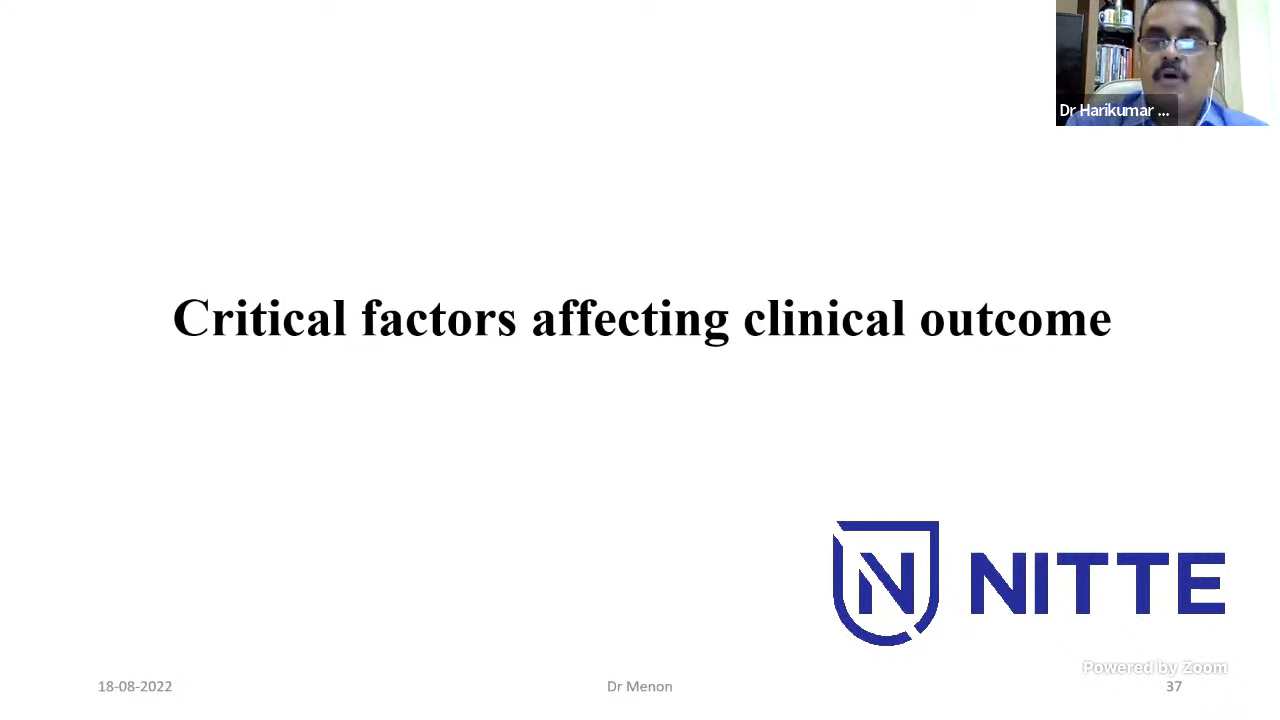 Dr Harikumar ...
Critical factors affecting clinical outcome
N NITTE
Powered by Zoom
18-08-2022
Dr Menon
37